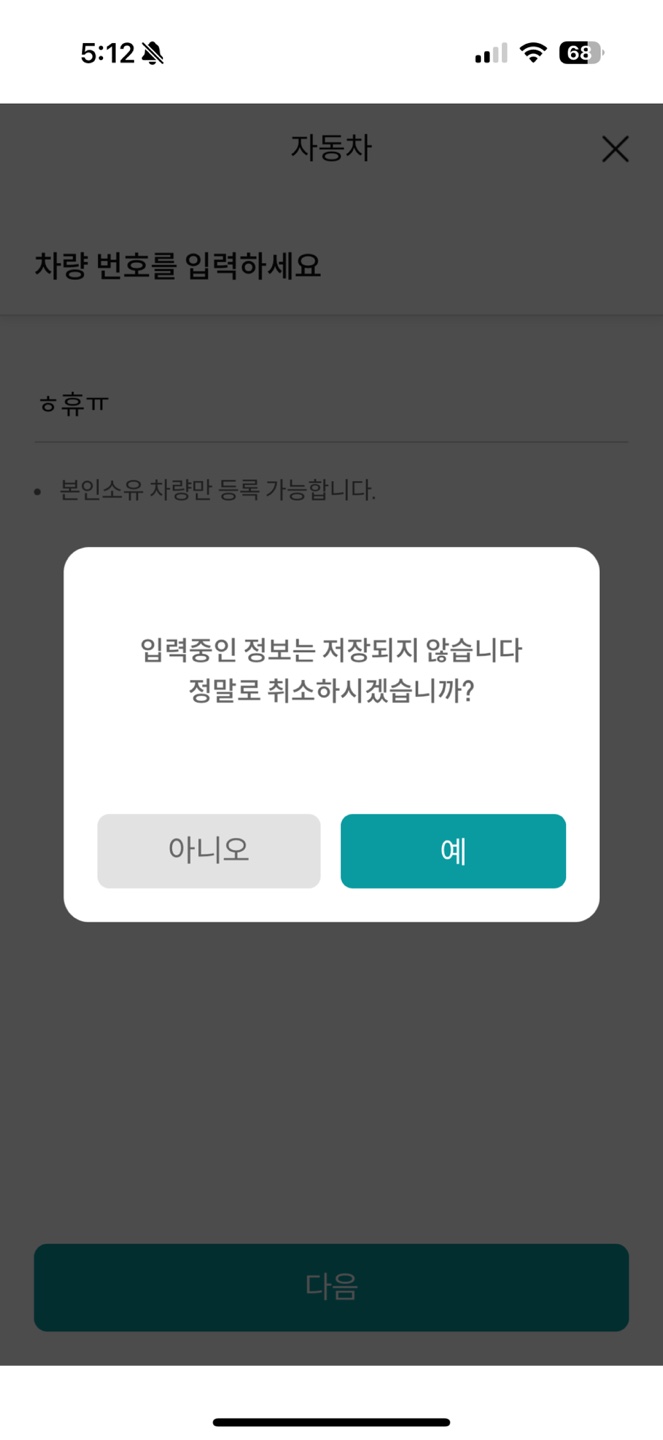 5:12
68
자동차
차량 번호를 입력하세요
ㅎ휴ㅠ
• 본인소유 차량만 등록 가능합니다.
입력중인 정보는 저장되지 않습니다
정말로 취소하시겠습니까?
아니오
예
다음